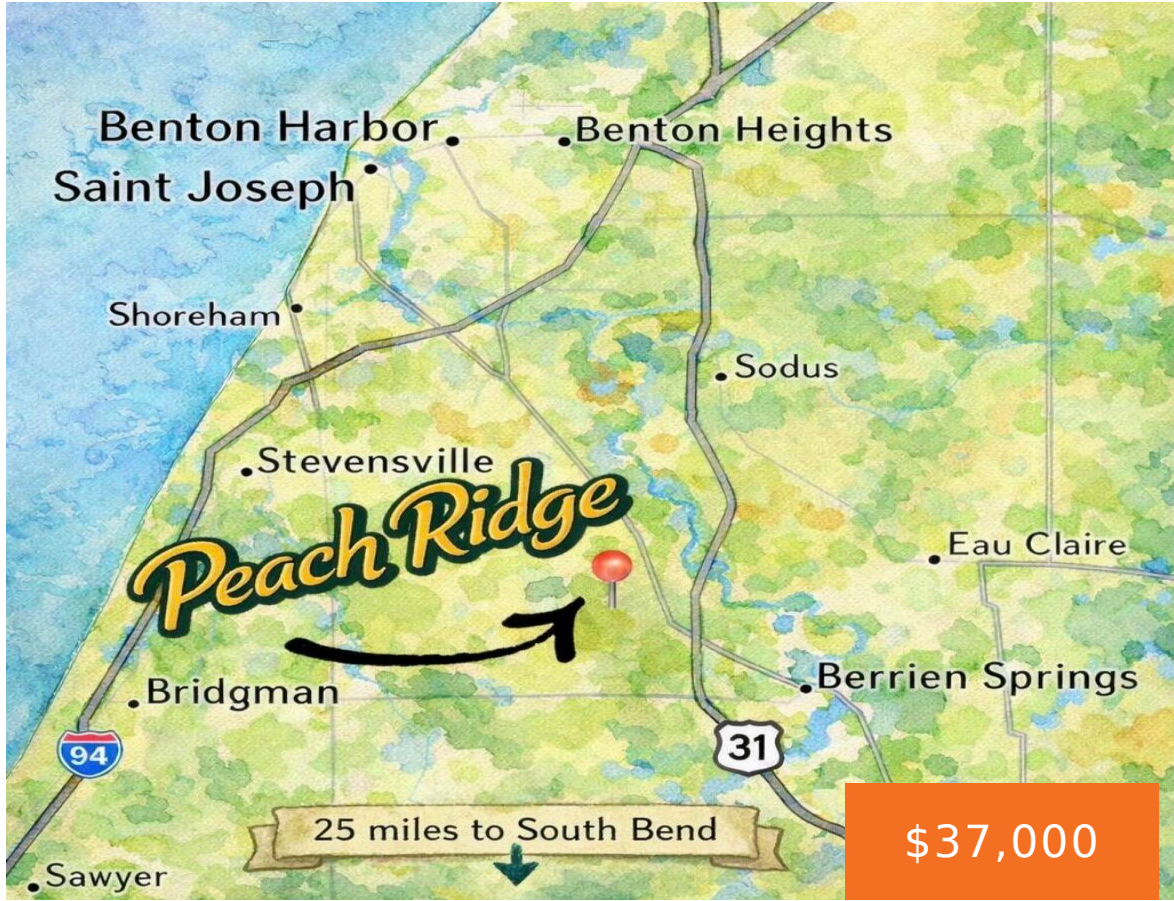 Benton Harbor
Benton Heights
Saint Joseph
Shoreham
Sodus
Stevensville
Peach Ridge
Eau Claire
Berrien Springs
Bridgman
94
31
25 miles to South Bend
$37,000
Sawyer